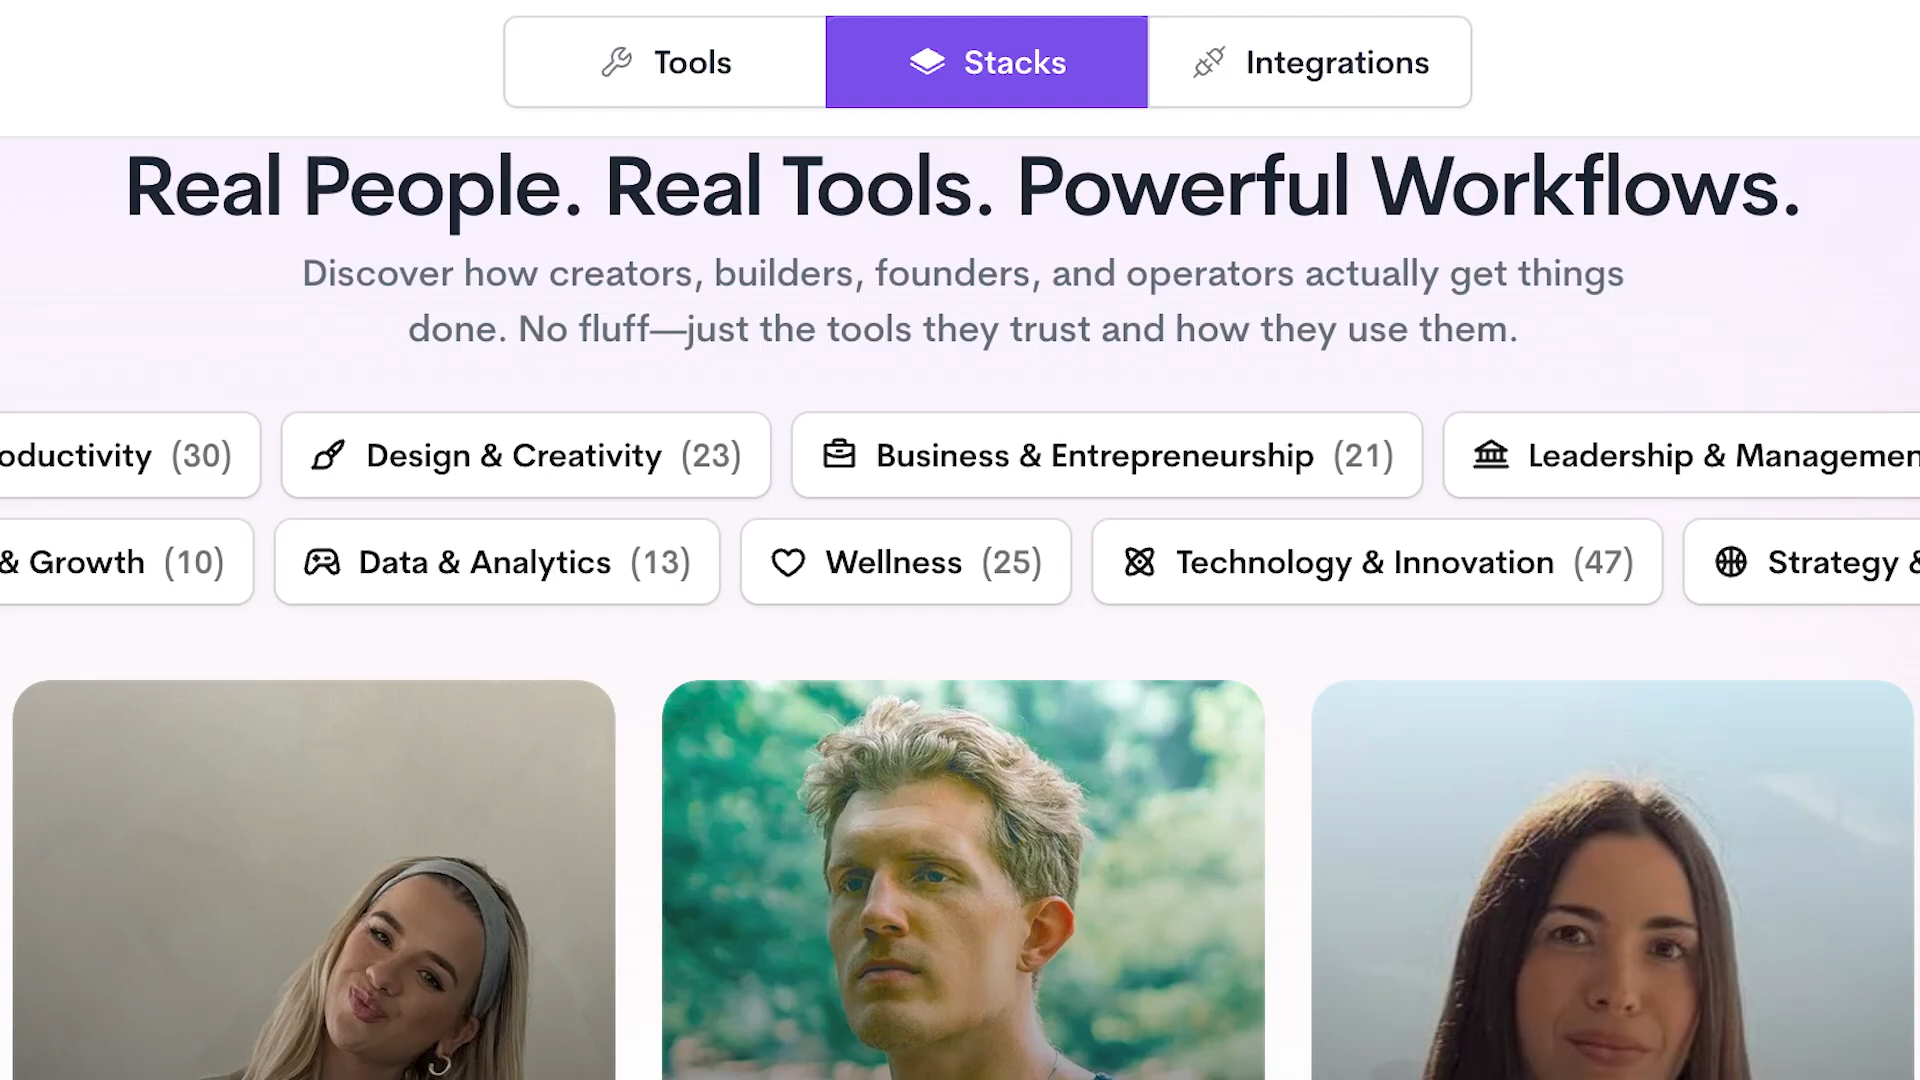 Tools
Stacks
Integrations
Real People. Real Tools. Powerful Workflows.
Discover how creators, builders, founders, and operators actually get things
done. No fluff—just the tools they trust and how they use them.
oductivity (30)
Design & Creativity (23)
Business & Entrepreneurship (21)
Leadership & Managemen
& Growth (10)
Data & Analytics (13)
Wellness (25)
Technology & Innovation (47)
Strategy &